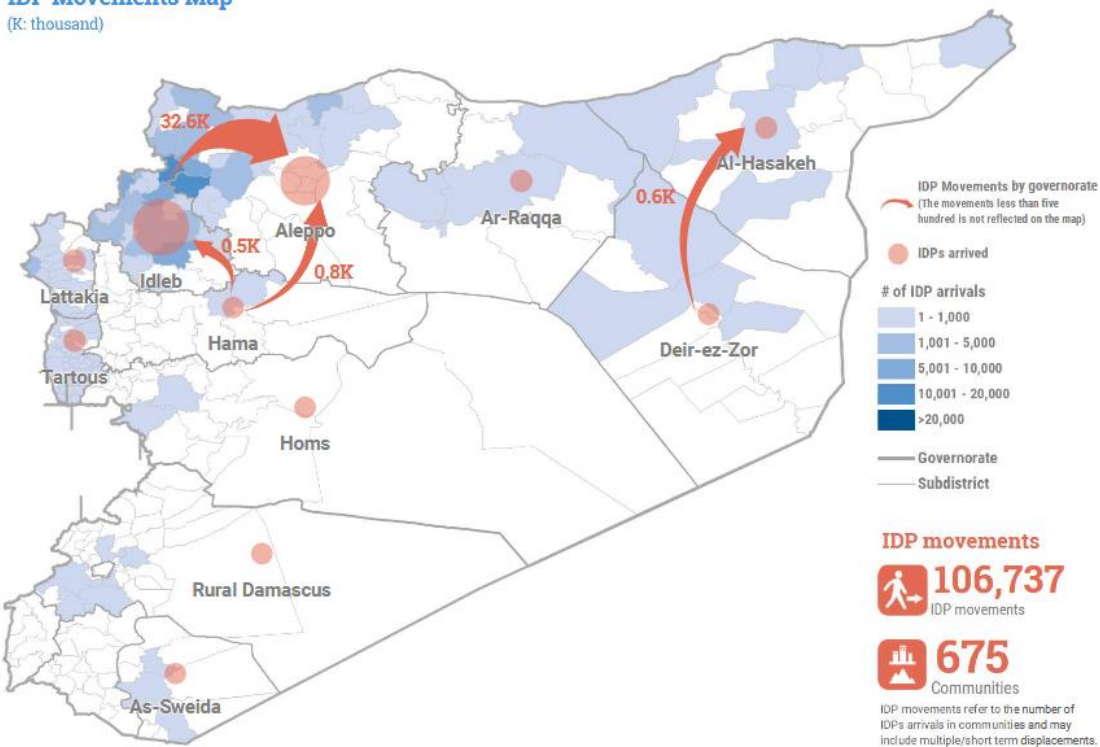 IDP Movements Map
(K: thousand)
32.6K
Al-Hasakeh
0.6K
Ar-Raqqa
Aleppo
0.5K
0.8K
Idleb
Lattakia
Hama
Deir-ez-Zor
Tartous
Homs
Rural Damascus
As-Sweida
IDP Movements by governorate
(The movements less than five
hundred is not reflected on the map)
IDPs arrived
# of IDP arrivals
1 - 1,000
1,001 - 5,000
5,001 - 10,000
10,001 - 20,000
>20,000
Governorate
Subdistrict
IDP movements
106,737
IDP movements
675
Communities
IDP movements refer to the number of
IDPs arrivals in communities and may
include multiple/short term displacements.